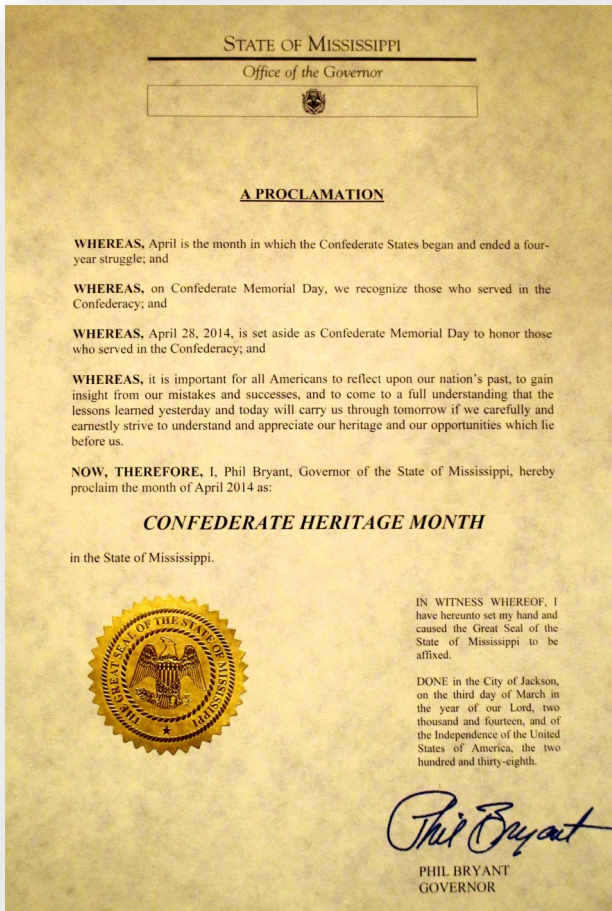 STATE OF MISSISSIPPI
Office of the Governor
A PROCLAMATION
WHEREAS, April is the month in which the Confederate States began and ended a four-
year struggle; and
WHEREAS, on Confederate Memorial Day, we recognize those who served in the
Confederacy; and
WHEREAS, April 28, 2014, is set aside as Confederate Memorial Day to honor those
who served in the Confederacy; and
WHEREAS, it is important for all Americans to reflect upon our nation's past, to gain
insight from our mistakes and successes, and to come to a full understanding that the
lessons learned yesterday and today will carry us through tomorrow if we carefully and
earnestly strive to understand and appreciate our heritage and our opportunities which lie
before us.
NOW, THEREFORE, I, Phil Bryant, Governor of the State of Mississippi, hereby
proclaim the month of April 2014 as:
CONFEDERATE HERITAGE MONTH
in the State of Mississippi.
THE GREAT SEAL OF THE STATE OF MISSISSIPPI
IN WITNESS WHEREOF, I
have hereunto set my hand and
caused the Great Seal of the
State of Mississippi to be
affixed.
DONE in the City of Jackson,
on the third day of March in
the year of our Lord, two
thousand and fourteen, and of
the Independence of the United
States of America, the two
hundred and thirty-eighth.
Phil Bryant
PHIL BRYANT
GOVERNOR